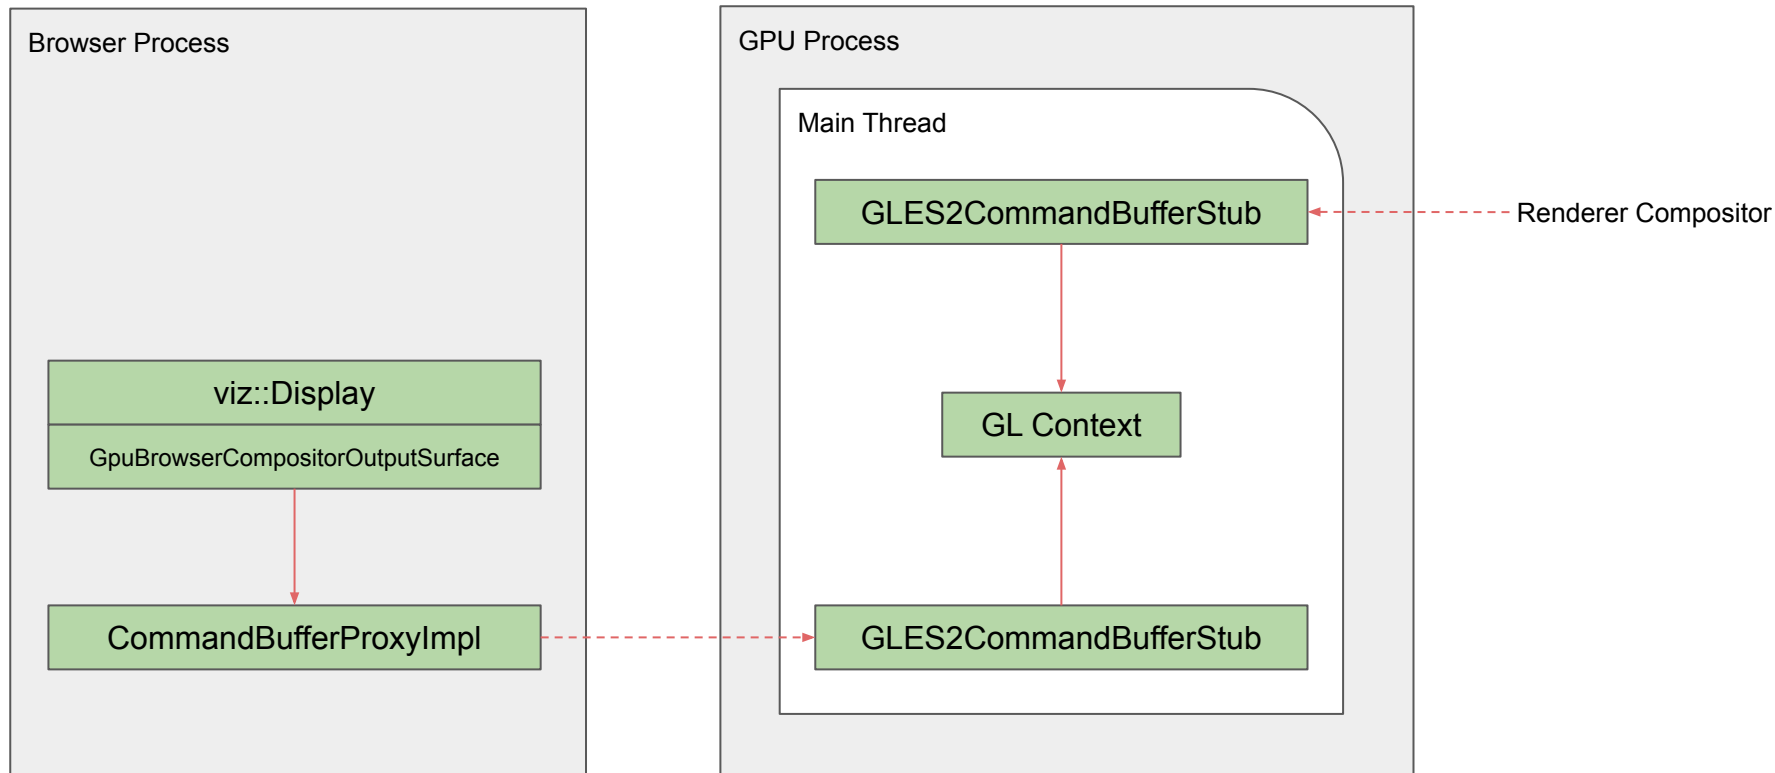 Browser Process
viz::Display
GpuBrowserCompositorOutputSurface
CommandBufferProxyImpl
GPU Process
Main Thread
GLES2CommandBufferStub
GL Context
GLES2CommandBufferStub
Renderer Compositor